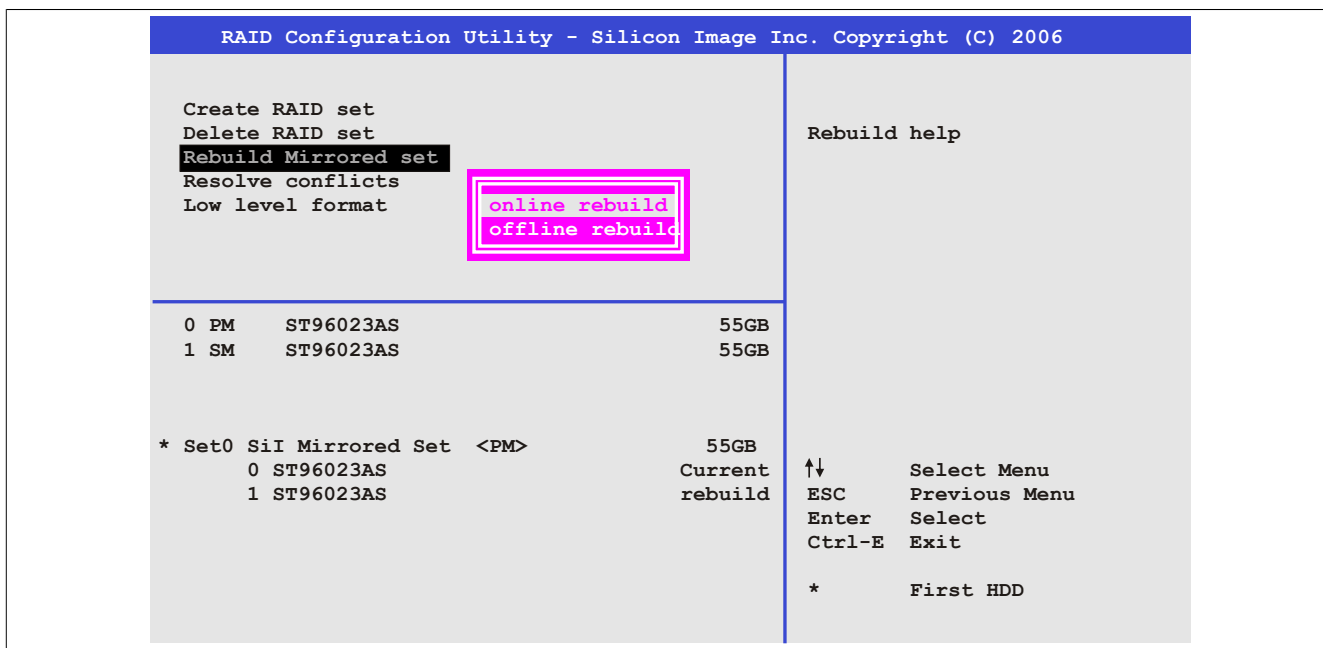 RAID Configuration Utility - Silicon Image Inc. Copyright (C) 2006
Create RAID set
Delete RAID set
Rebuild Mirrored set
Resolve conflicts
Low level format
online rebuild
offline rebuild
Rebuild help
0 PM ST96023AS 55GB
1 SM ST96023AS 55GB
* Set0 SiI Mirrored Set <PM> 55GB
0 ST96023AS Current
1 ST96023AS rebuild
↑↓ Select Menu
ESC Previous Menu
Enter Select
Ctrl-E Exit
* First HDD